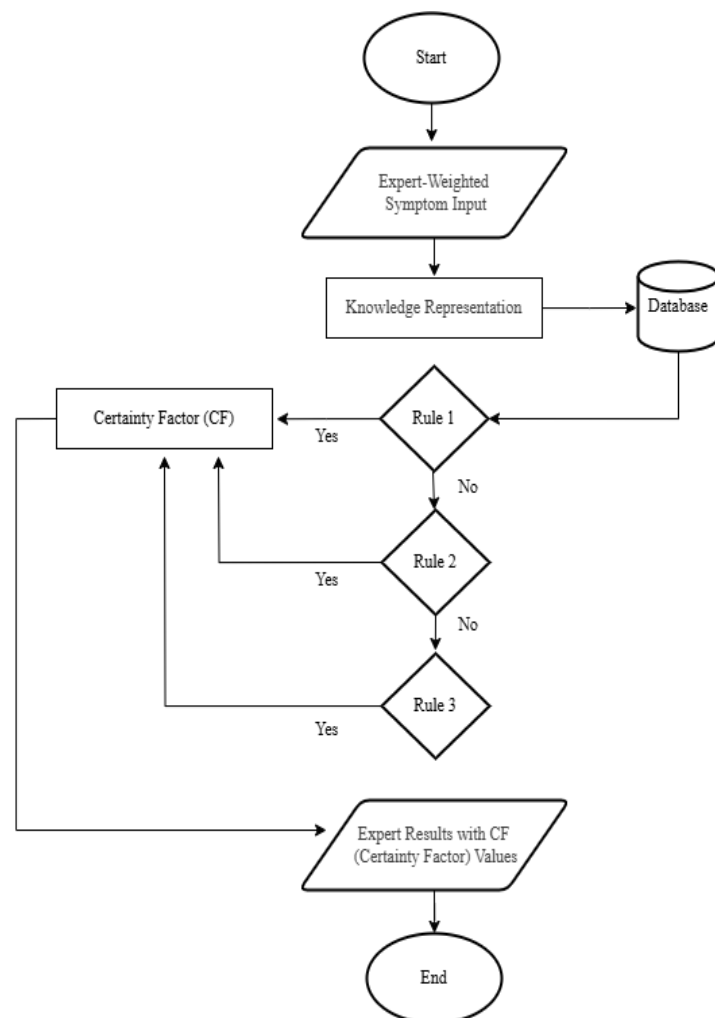 Start
Expert-Weighted
Symptom Input
Knowledge Representation
Database
Certainty Factor (CF)
Rule 1
Yes
No
Rule 2
Yes
No
Rule 3
Yes
Expert Results with CF
(Certainty Factor) Values
End